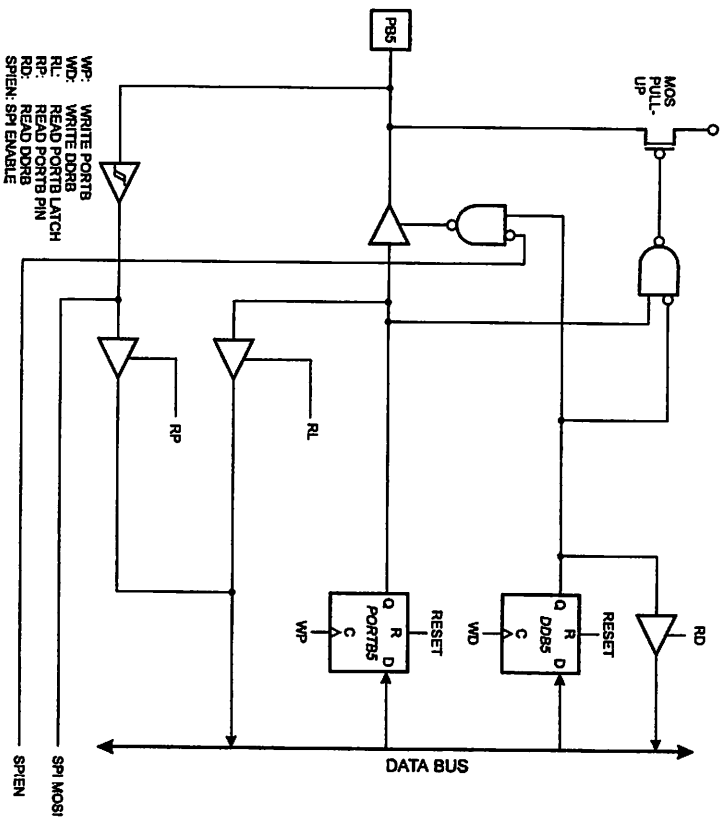 MOS
PULL-
UP
PB5
RD
RESET
R
Q DDB5 D
C
WD
RL
RESET
R
Q PORTB5 D
C
WP
RP
DATA BUS
SPI MOSI
SPIEN
WP: WRITE PORTB
WD: WRITE DDRB
RL: READ PORTB LATCH
RP: READ PORTB PIN
RD: READ DDRB
SPIEN: SPI ENABLE